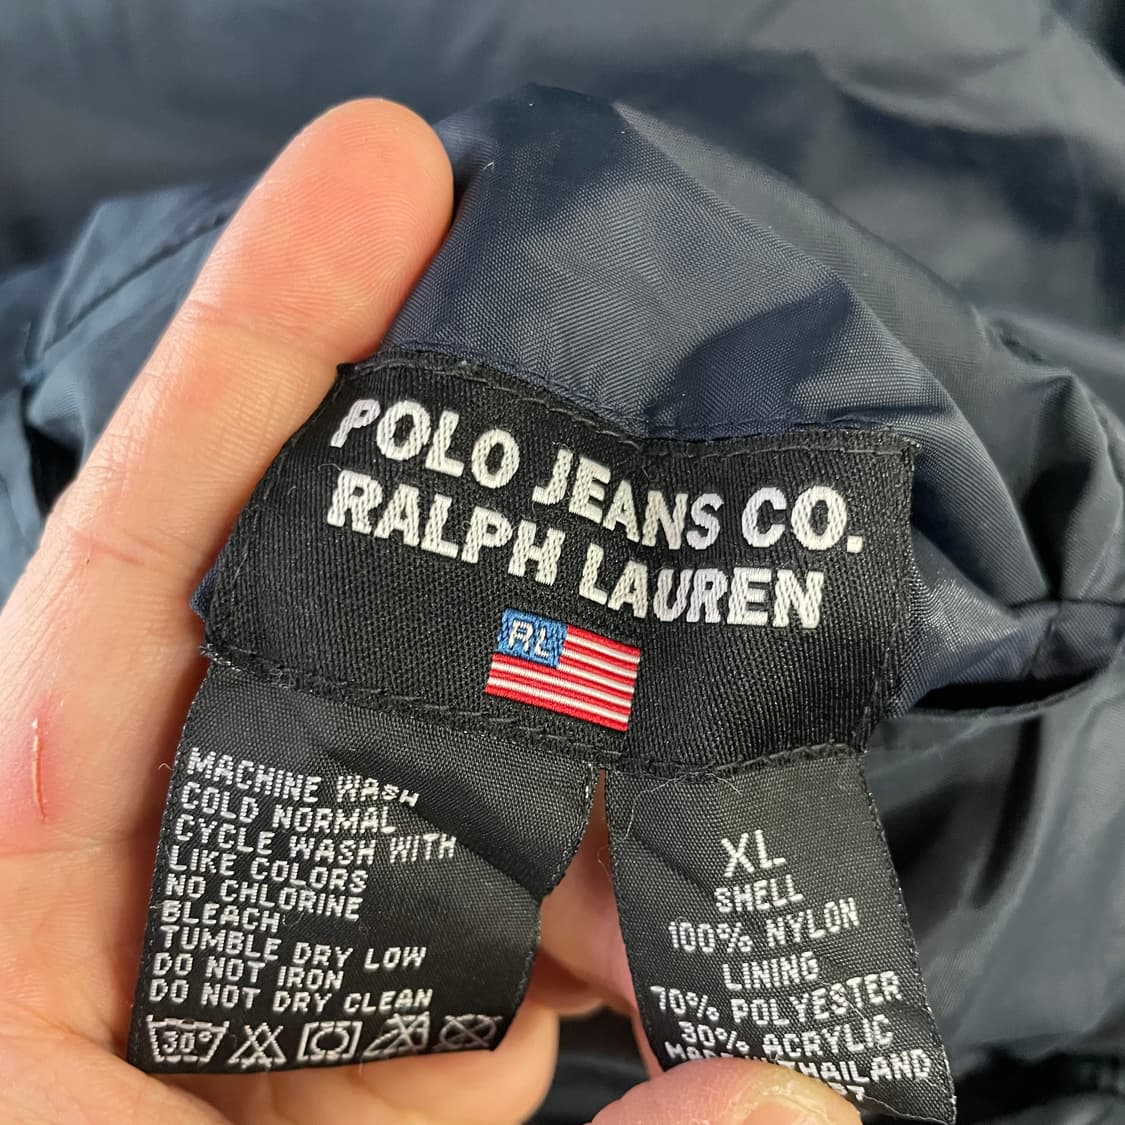 POLO JEANS CO.
RALPH LAUREN
RL
MACHINE WASH
COLD NORMAL
CYCLE WASH WITH
LIKE COLORS
NO CHLORINE
BLEACH
TUMBLE DRY LOW
DO NOT IRON
DO NOT DRY CLEAN
30°
XL
SHELL
100% NYLON
LINING
70% POLYESTER
30% ACRYLIC
MADE IN THAILAND